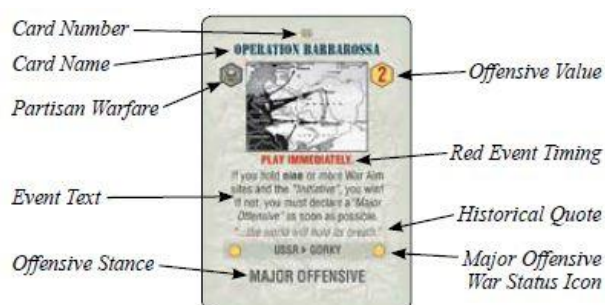 Card Number
Card Name
Partisan Warfare
Event Text
Offensive Stance
OPERATION BARBAROSSA
2
PLAY IMMEDIATELY.
If you hold nine or more War Aim
sites and the "Initiative", you win!
If not, you must declare a "Major
Offensive" as soon as possible.
"...the world will hold its breath."
USSR ▸ GORKY
MAJOR OFFENSIVE
Offensive Value
Red Event Timing
Historical Quote
Major Offensive
War Status Icon